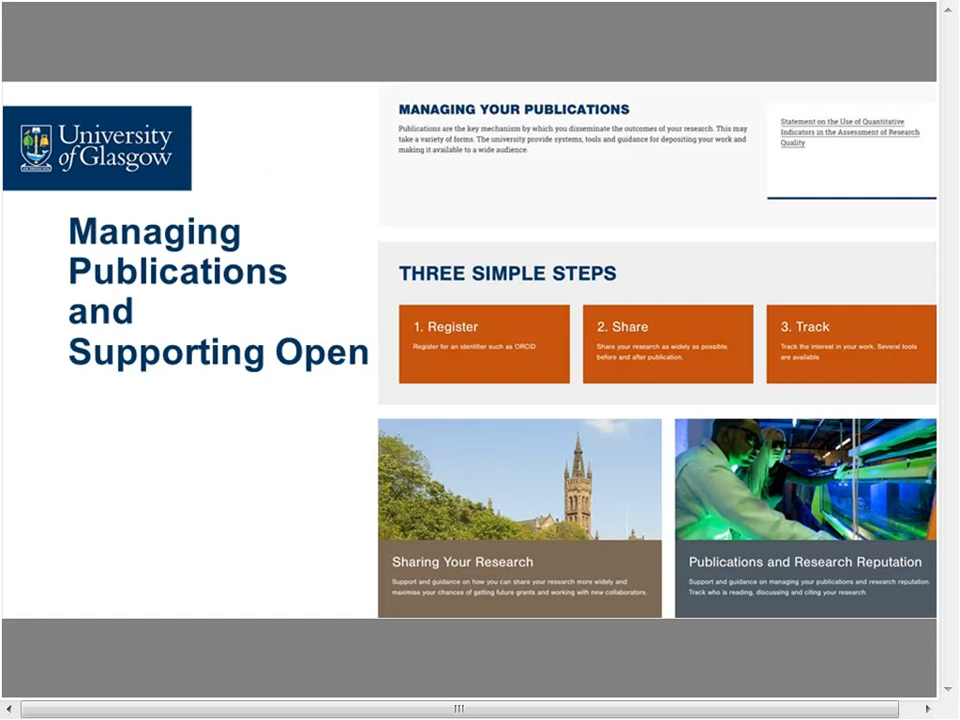 University
of Glasgow
Managing
Publications
and
Supporting Open
MANAGING YOUR PUBLICATIONS
Publications are the key mechanism by which you disseminate the outcomes of your research. This may
take a variety of forms. The university provide systems, tools and guidance for depositing your work and
making it available to a wide audience.
Statement on the Use of Quantitative
Indicators in the Assessment of Research
Quality
THREE SIMPLE STEPS
1. Register
Register for an identifier such as ORCID
2. Share
Share your research as widely as possible,
before and after publication.
3. Track
Track the interest in your work. Several tools
are available
Sharing Your Research
Support and guidance on how you can share your research more widely and
maximise your chances of getting future grants and working with new collaborators.
Publications and Research Reputation
Support and guidance on managing your publications and research reputation.
Track who is reading, discussing and citing your research.